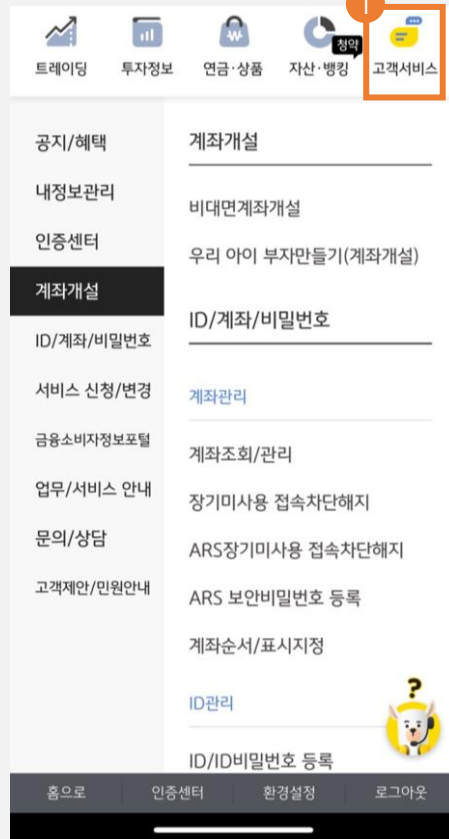 1
청약
트레이딩 투자정보 연금·상품 자산·뱅킹 고객서비스
공지/혜택
내정보관리
인증센터
계좌개설
ID/계좌/비밀번호
서비스 신청/변경
금융소비자정보포털
업무/서비스 안내
문의/상담
고객제안/민원안내
계좌개설
비대면계좌개설
우리 아이 부자만들기(계좌개설)
ID/계좌/비밀번호
계좌관리
계좌조회/관리
장기미사용 접속차단해지
ARS장기미사용 접속차단해지
ARS 보안비밀번호 등록
계좌순서/표시지정
ID관리
ID/ID비밀번호 등록
?
홈으로 인증센터 환경설정 로그아웃